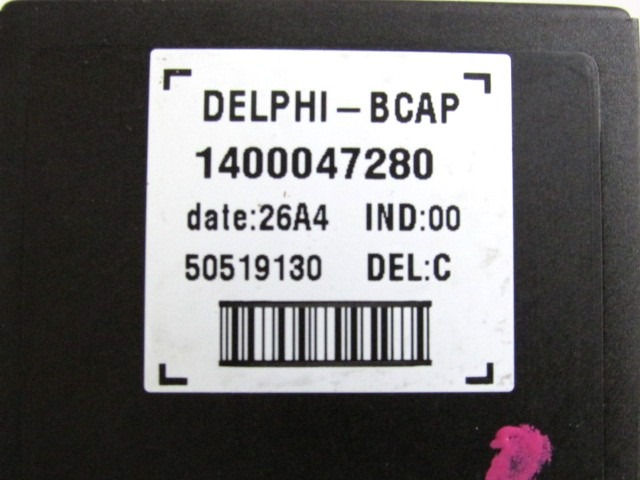 DELPHI-BCAP
1400047280
date:26A4 IND:00
50519130 DEL:C